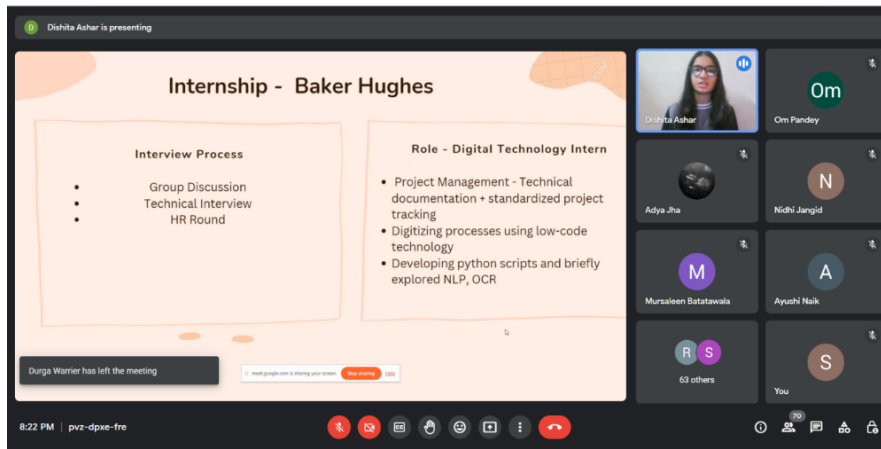 D
Dishita Ashar is presenting
Internship - Baker Hughes
Interview Process
• Group Discussion
• Technical Interview
• HR Round
Role - Digital Technology Intern
• Project Management - Technical
documentation + standardized project
tracking
• Digitizing processes using low-code
technology
• Developing python scripts and briefly
explored NLP, OCR
Durga Warrier has left the meeting
meet.google.com is sharing your screen.
Stop sharing
Hide
Dishita Ashar
Om
Om Pandey
Adya Jha
N
Nidhi Jangid
M
Mursaleen Batatawala
A
Ayushi Naik
R S
63 others
S
You
8:22 PM | pvz-dpxe-fre
70